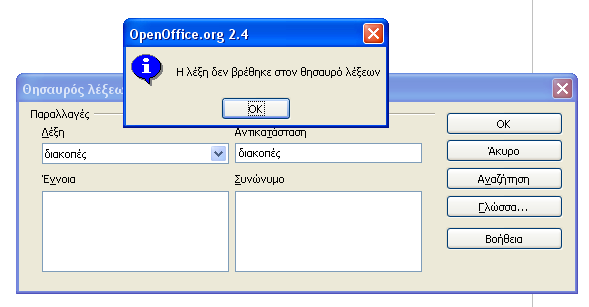 OpenOffice.org 2.4
Η λέξη δεν βρέθηκε στον θησαυρό λέξεων
OK
Θησαυρός λέξεω
Παραλλαγές
Λέξη
Αντικατάσταση
διακοπές
διακοπές
Έννοια
Συνώνυμο
OK
Άκυρο
Αναζήτηση
Γλώσσα...
Βοήθεια